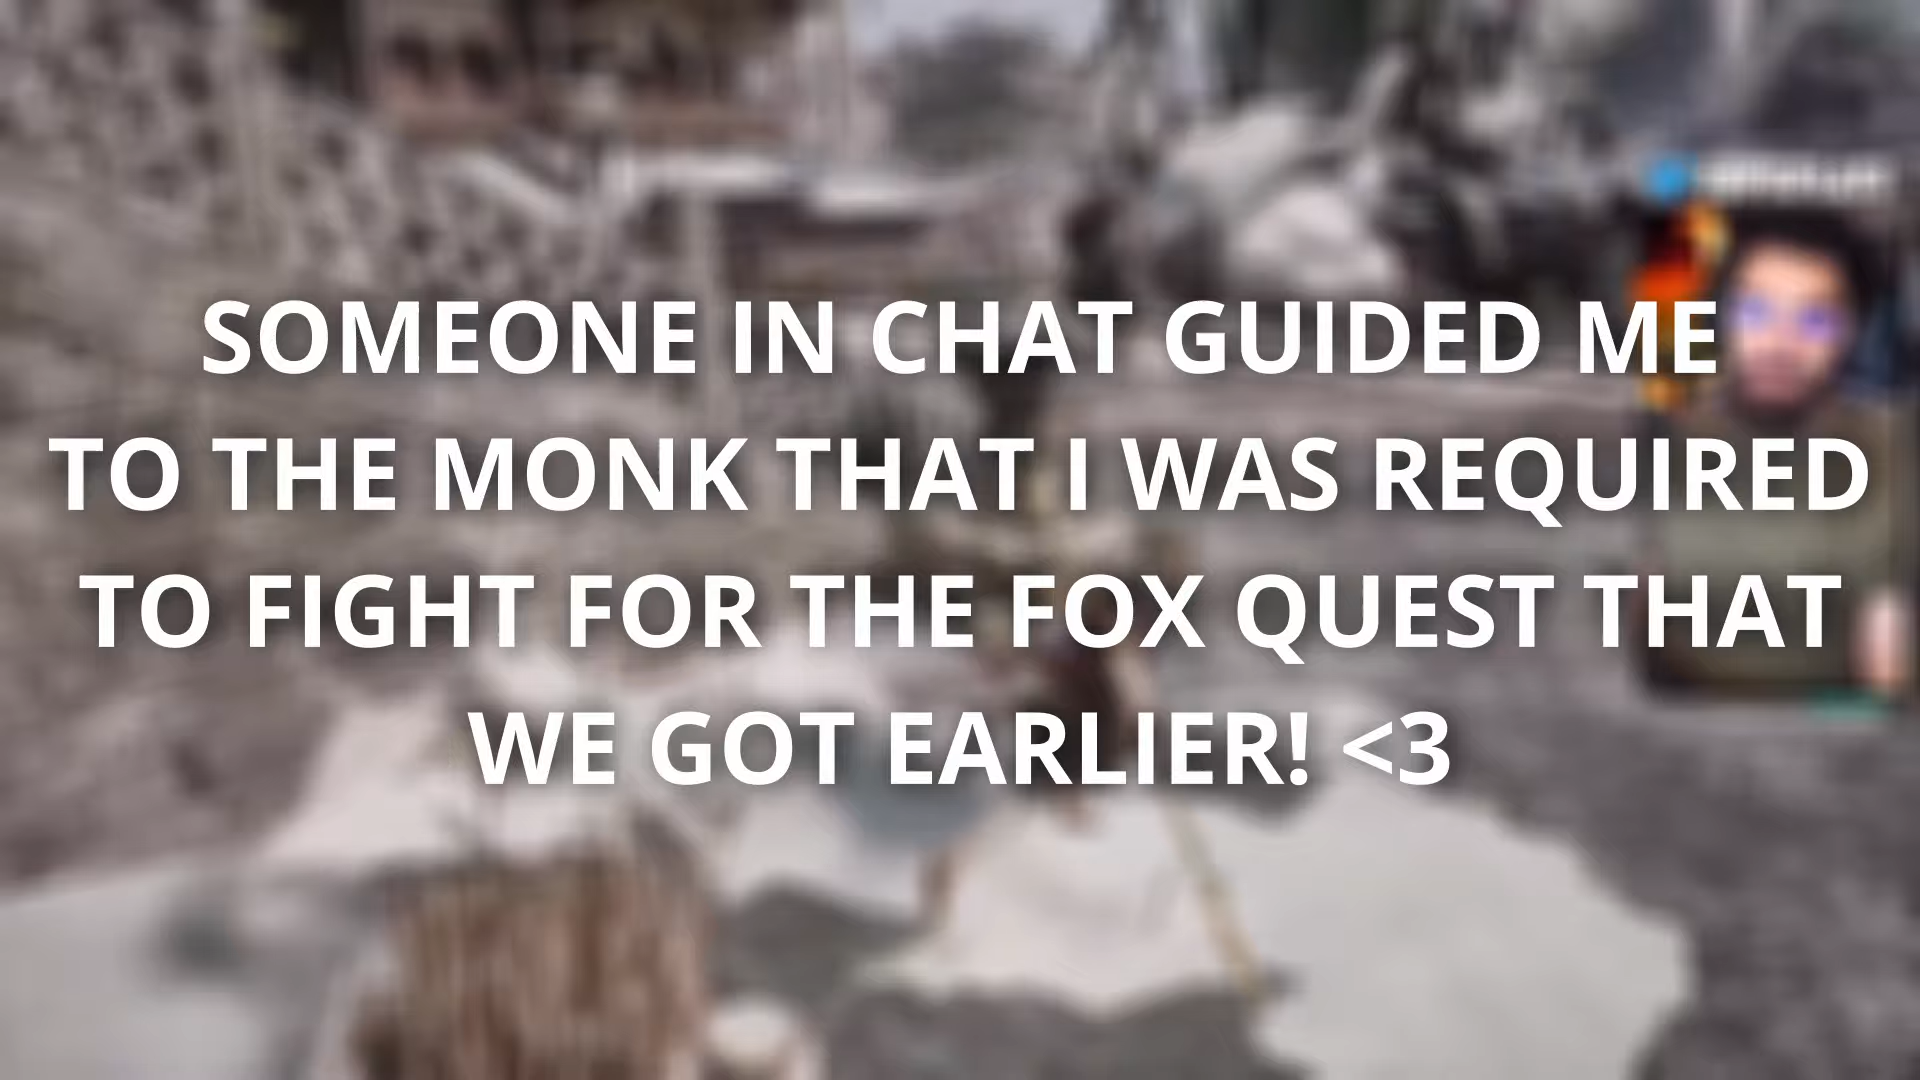 SOMEONE IN CHAT GUIDED ME
TO THE MONK THAT I WAS REQUIRED
TO FIGHT FOR THE FOX QUEST THAT
WE GOT EARLIER! <3